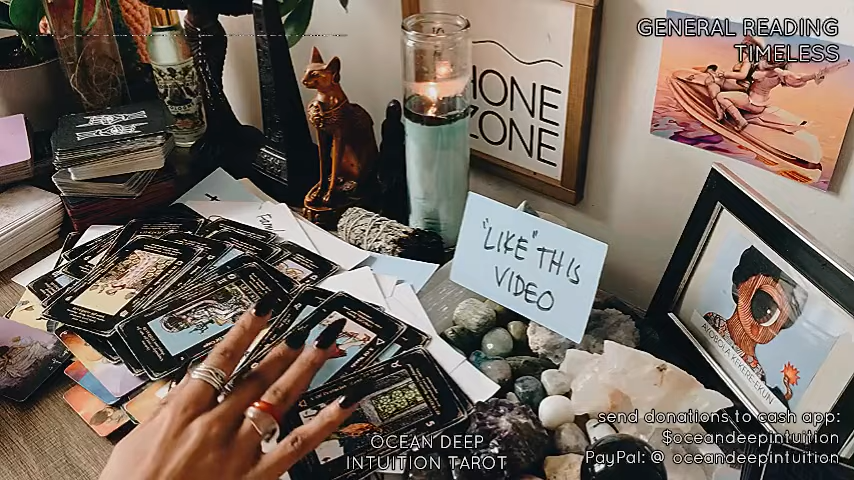 GENERAL READING
TIMELESS
HONE
ZONE
"LIKE" THIS
VIDEO
send donations to cash app:
$oceandeepintuition
PayPal: @ oceandeepintuition
OCEAN DEEP
INTUITION TAROT